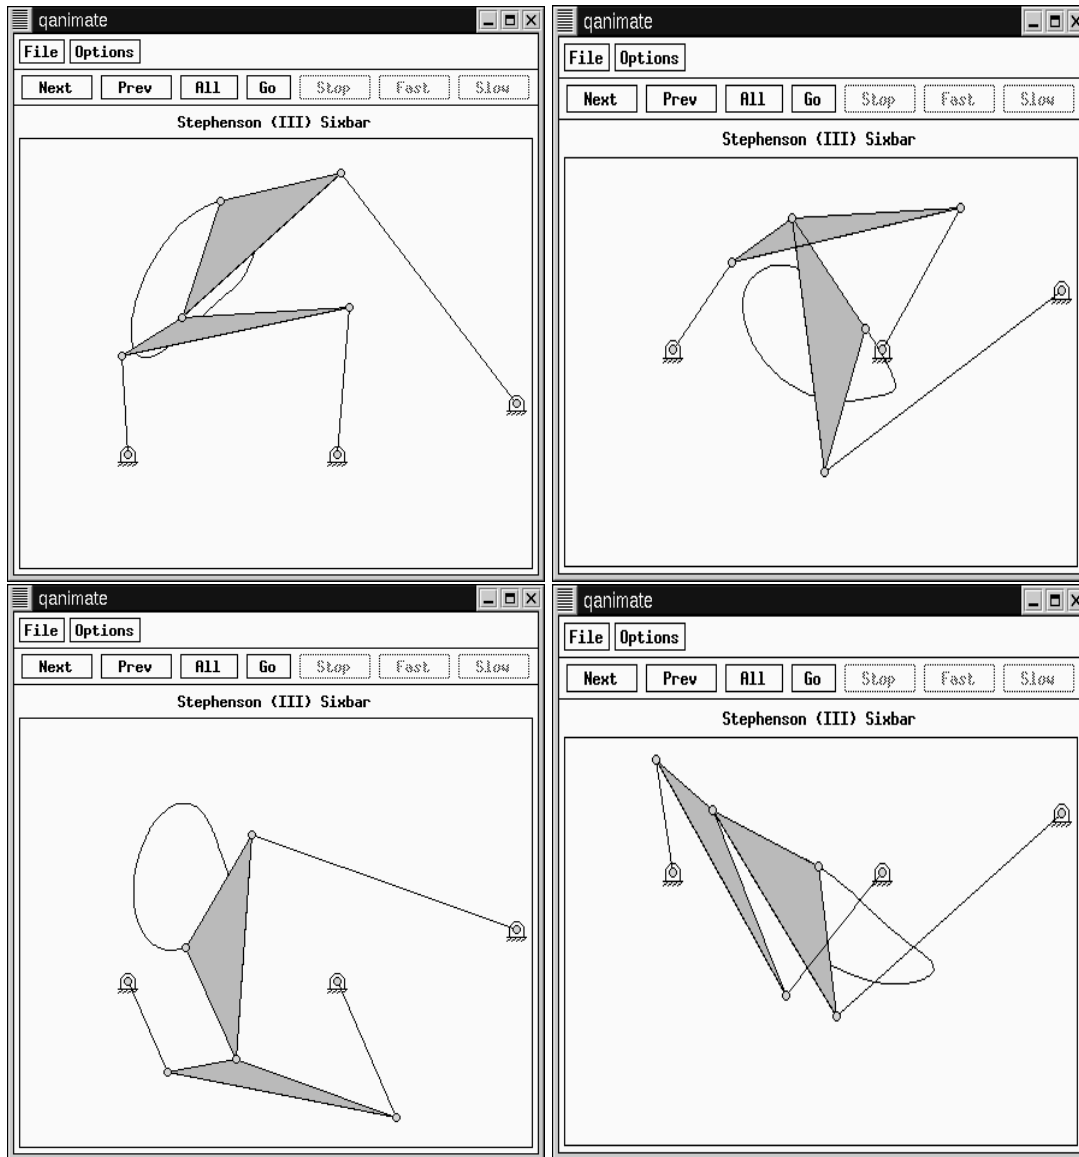 qanimate
File Options
Next Prev All Go Stop Fast Slow
Stephenson (III) Sixbar
qanimate
File Options
Next Prev All Go Stop Fast Slow
Stephenson (III) Sixbar
qanimate
File Options
Next Prev All Go Stop Fast Slow
Stephenson (III) Sixbar
qanimate
File Options
Next Prev All Go Stop Fast Slow
Stephenson (III) Sixbar